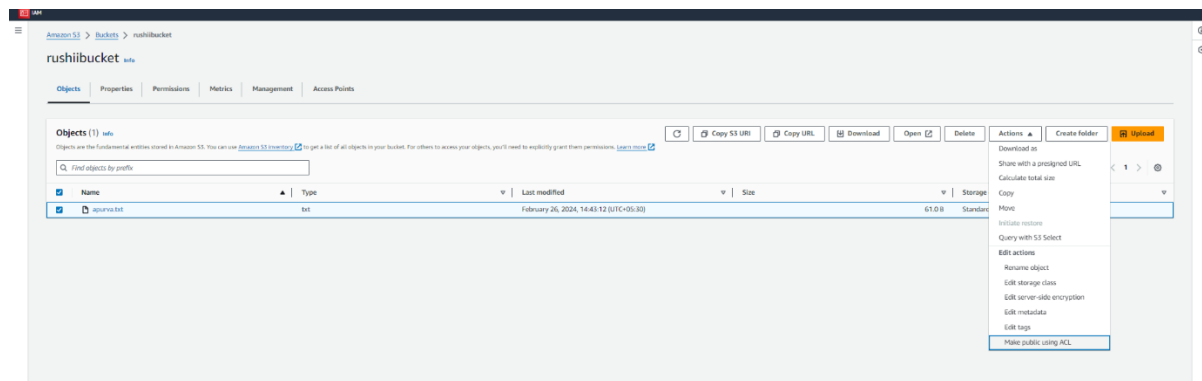 IAM
Amazon S3 > Buckets > rushiibucket
rushiibucket Info
Objects Properties Permissions Metrics Management Access Points
Objects (1) Info
Copy S3 URI Copy URL Download Open Delete Actions Create folder Upload
Objects are the fundamental entities stored in Amazon S3. You can use Amazon S3 inventory to get a list of all objects in your bucket. For others to access your objects, you'll need to explicitly grant them permissions. Learn more
Find objects by prefix
< 1 >
Name Type Last modified Size Storage
apurva.txt txt February 26, 2024, 14:43:12 (UTC+05:30) 61.0 B Standard
Download as
Share with a presigned URL
Calculate total size
Copy
Move
Initiate restore
Query with S3 Select
Edit actions
Rename object
Edit storage class
Edit server-side encryption
Edit metadata
Edit tags
Make public using ACL